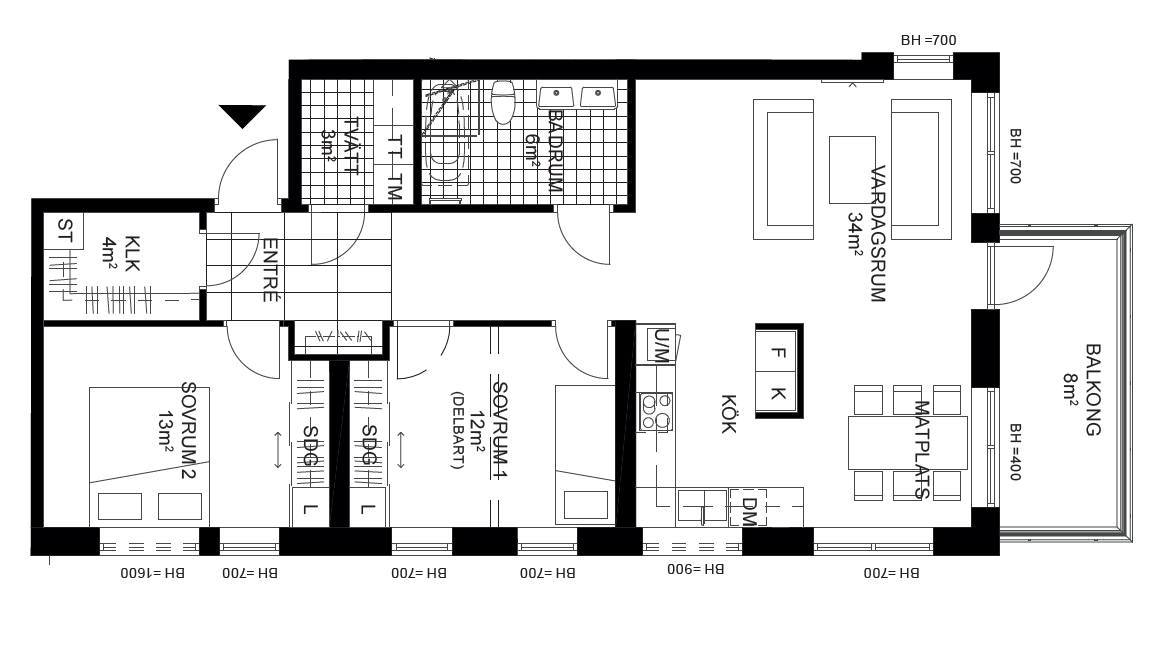 BH =700
BH =700
TVÄTT
3m²
TT TM
BADRUM
6m²
VARDAGSRUM
34m²
ST
KLK
4m²
ENTRÉ
BALKONG
8m²
U/M
F
K
KÖK
MATPLATS
BH =400
SOVRUM 2
13m²
SDG
L
SDG
L
SOVRUM 1
12m²
(DELBART)
DM
BH =1600
BH =700
BH =700
BH =700
BH =900
BH =700